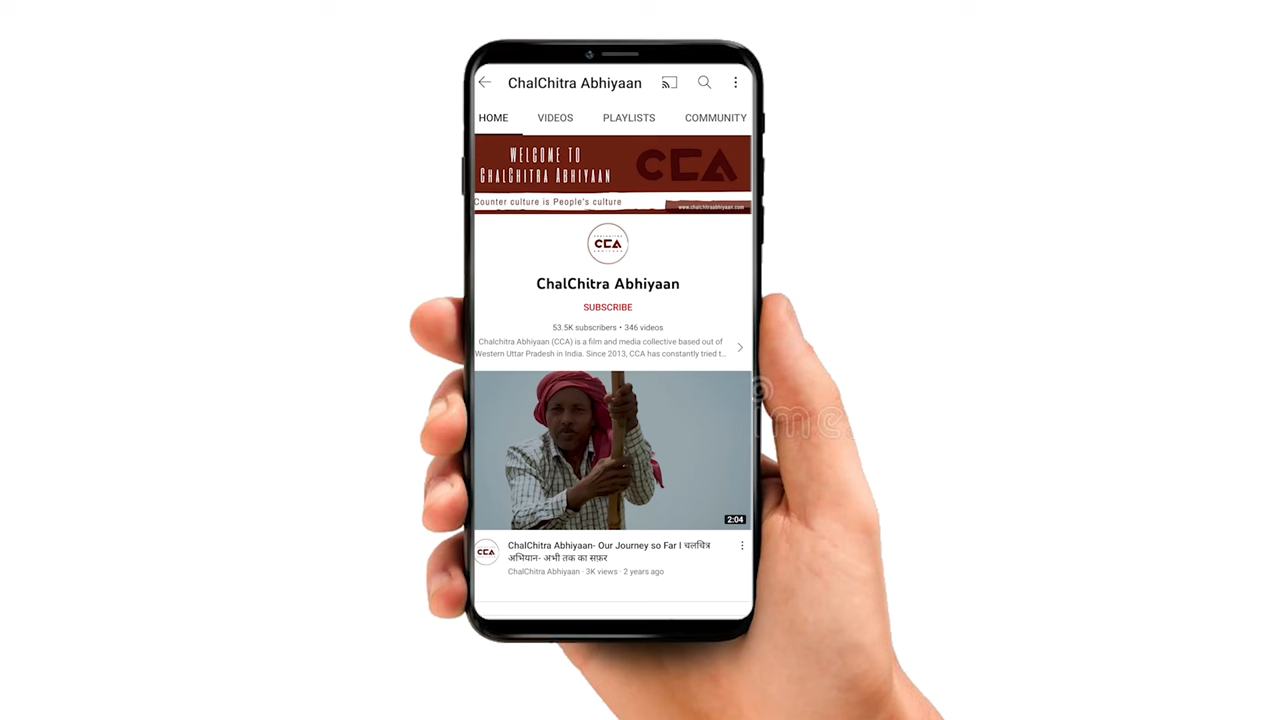 ChalChitra Abhiyaan
HOME VIDEOS PLAYLISTS COMMUNITY
WELCOME TO
CHALCHITRA ABHIYAAN
CCA
Counter culture is People's culture
www.chalchitraabhiyaan.com
CCA
ChalChitra Abhiyaan
SUBSCRIBE
53.5K subscribers • 346 videos
Chalchitra Abhiyaan (CCA) is a film and media collective based out of
Western Uttar Pradesh in India. Since 2013, CCA has constantly tried t...
2:04
CCA
ChalChitra Abhiyaan- Our Journey so Far I चलचित्र
अभियान- अभी तक का सफ़र
ChalChitra Abhiyaan · 3K views · 2 years ago